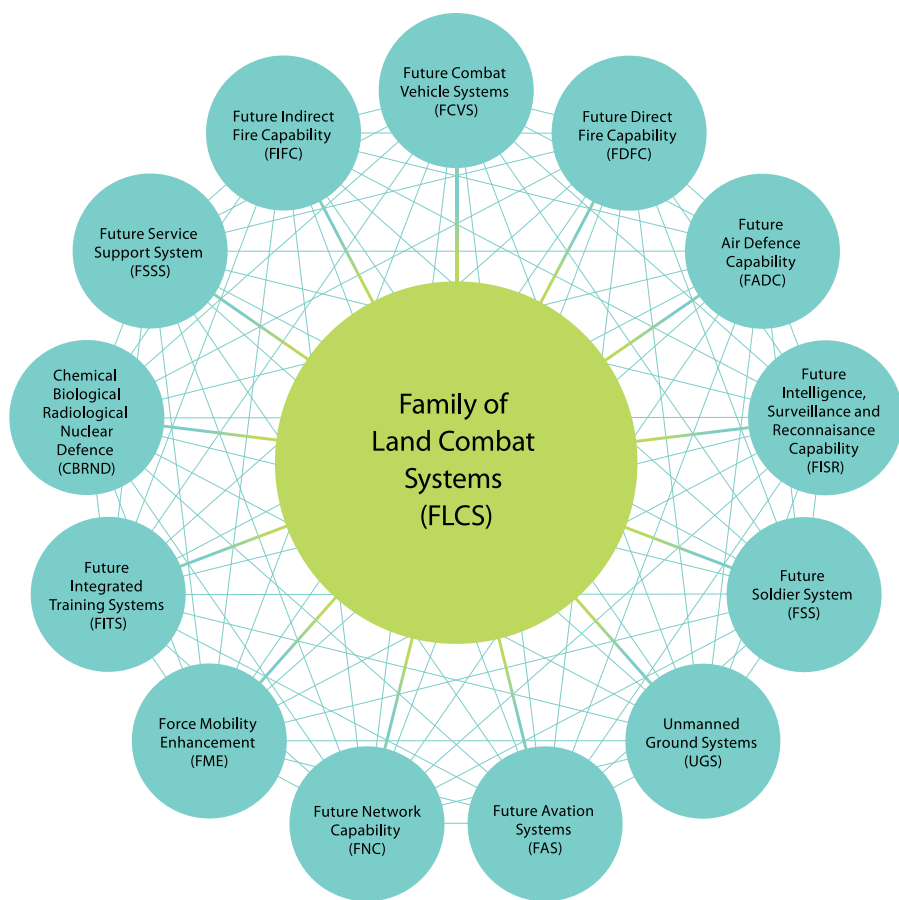 Future Combat
Vehicle Systems
(FCVS)
Future Direct
Fire Capability
(FDFC)
Future
Air Defence
Capability
(FADC)
Future
Intelligence,
Surveillance and
Reconnaisance
Capability
(FISR)
Future
Soldier System
(FSS)
Unmanned
Ground Systems
(UGS)
Future Avation
Systems
(FAS)
Future Network
Capability
(FNC)
Force Mobility
Enhancement
(FME)
Future
Integrated
Training Systems
(FITS)
Chemical
Biological
Radiological
Nuclear
Defence
(CBRND)
Future Service
Support System
(FSSS)
Future Indirect
Fire Capability
(FIFC)
Family of
Land Combat
Systems
(FLCS)